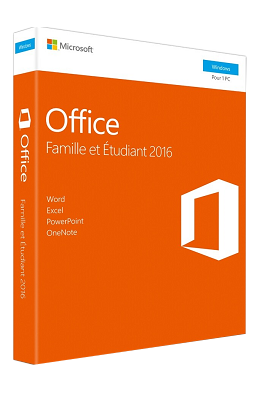 Microsoft
Windows
Pour 1 PC
Office
Famille et Étudiant 2016
Word
Excel
PowerPoint
OneNote
Office
Famille et Étudiant 2016